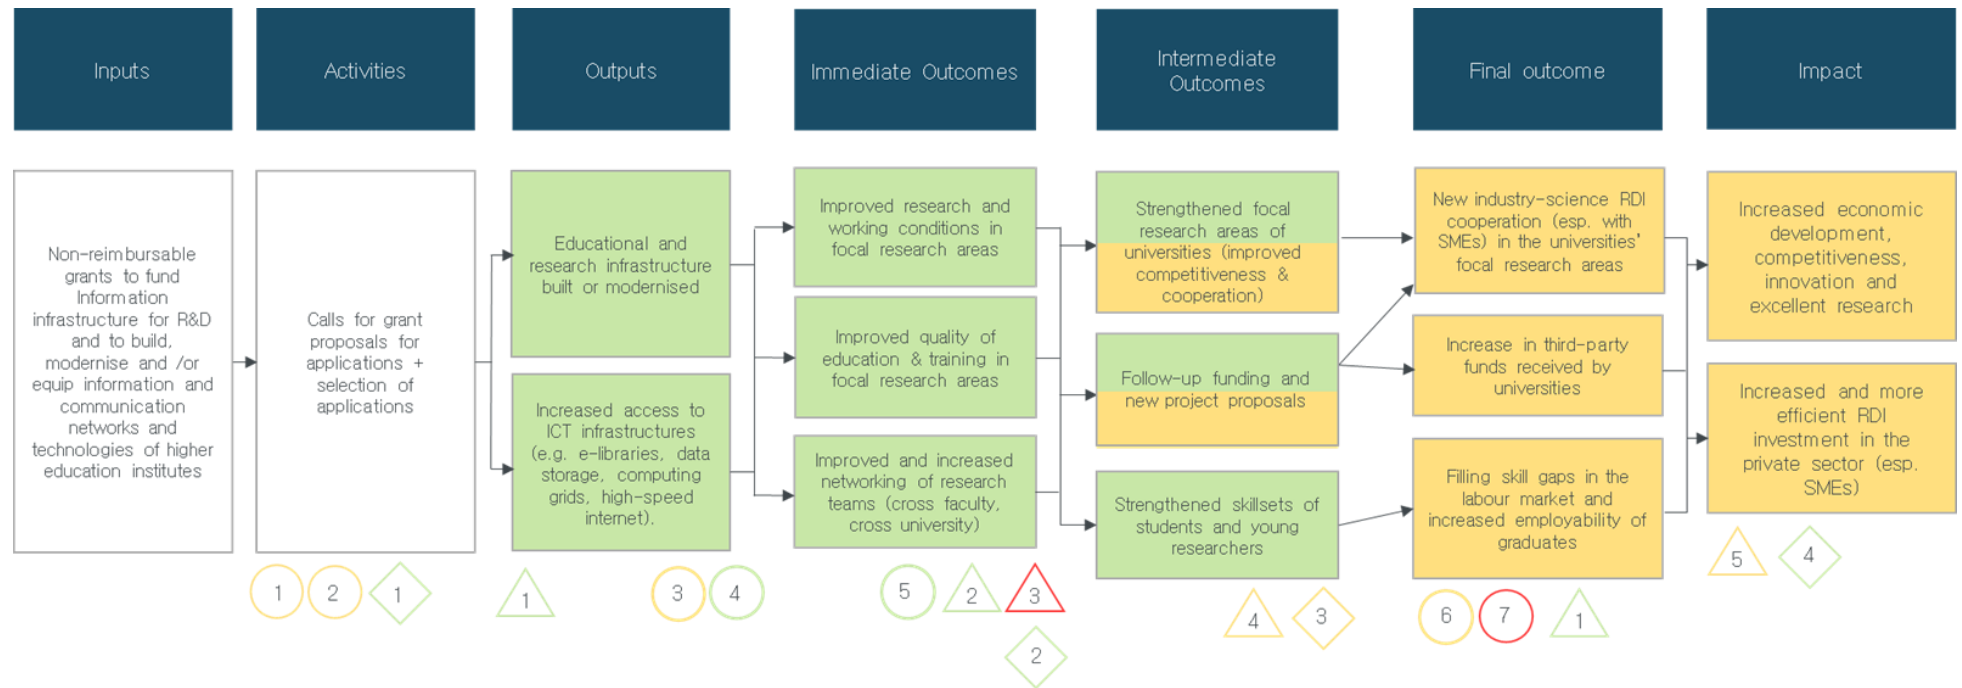 Inputs
Activities
Outputs
Immediate Outcomes
Intermediate
Outcomes
Final outcome
Impact
Non-reimbursable
grants to fund
Information
infrastructure for R&D
and to build,
modernise and /or
equip information and
communication
networks and
technologies of higher
education institutes
Calls for grant
proposals for
applications +
selection of
applications
Educational and
research infrastructure
built or modernised
Increased access to
ICT infrastructures
(e.g. e-libraries, data
storage, computing
grids, high-speed
internet).
Improved research and
working conditions in
focal research areas
Improved quality of
education & training in
focal research areas
Improved and increased
networking of research
teams (cross faculty,
cross university)
Strengthened focal
research areas of
universities (improved
competitiveness &
cooperation)
Follow-up funding and
new project proposals
Strengthened skillsets of
students and young
researchers
New industry-science RDI
cooperation (esp. with
SMEs) in the universities'
focal research areas
Increase in third-party
funds received by
universities
Filling skill gaps in the
labour market and
increased employability of
graduates
Increased economic
development,
competitiveness,
innovation and
excellent research
Increased and more
efficient RDI
investment in the
private sector (esp.
SMEs)
1 2 1
1
3 4
5 2 3
2
4 3
6 7 1
5 4